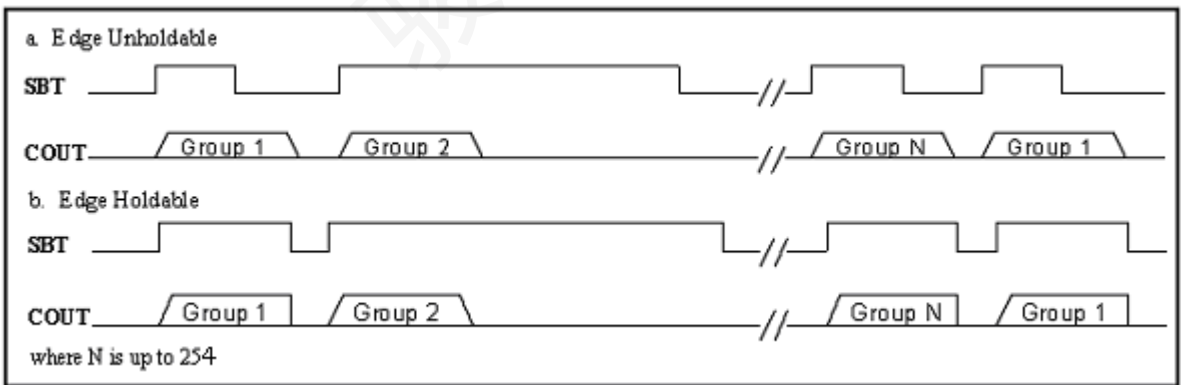 a. Edge Unholdable
SBT
COUT Group 1 Group 2 Group N Group 1
b. Edge Holdable
SBT
COUT Group 1 Group 2 Group N Group 1
where N is up to 254